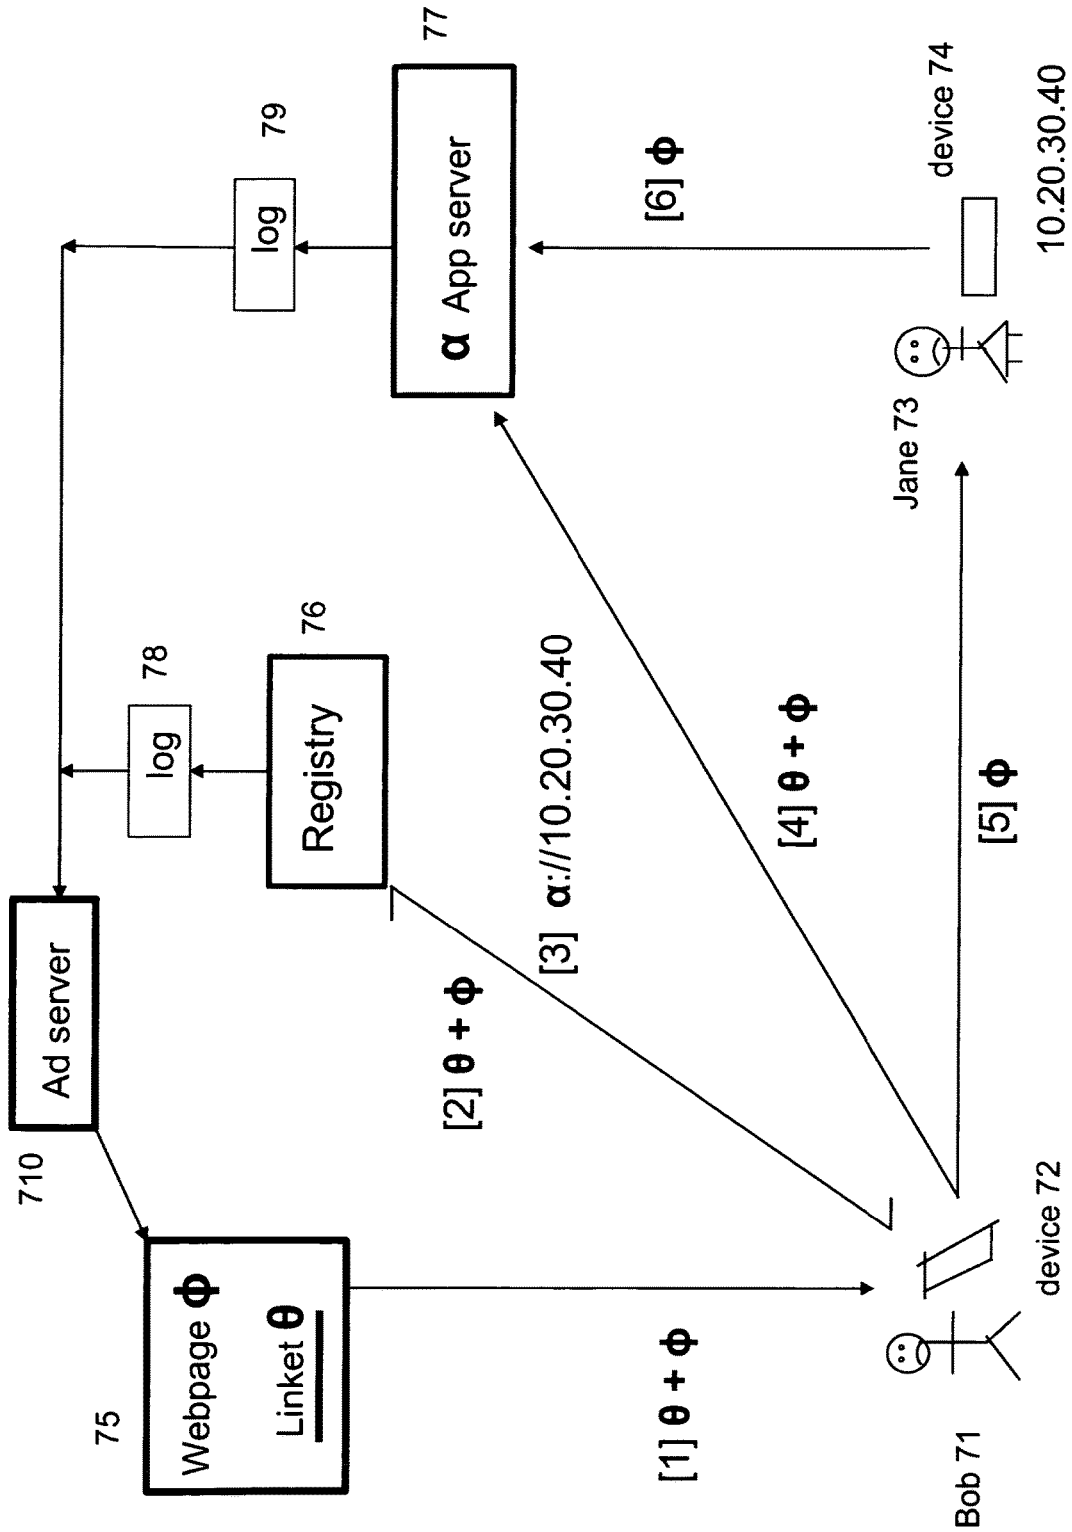 710
Ad server
75
Webpage ϕ
Linket θ
78
log
76
Registry
79
log
77
α App server
[1] θ + ϕ
[2] θ + ϕ
[3] α://10.20.30.40
[4] θ + ϕ
[5] ϕ
[6] ϕ
Bob 71
device 72
Jane 73
device 74
10.20.30.40